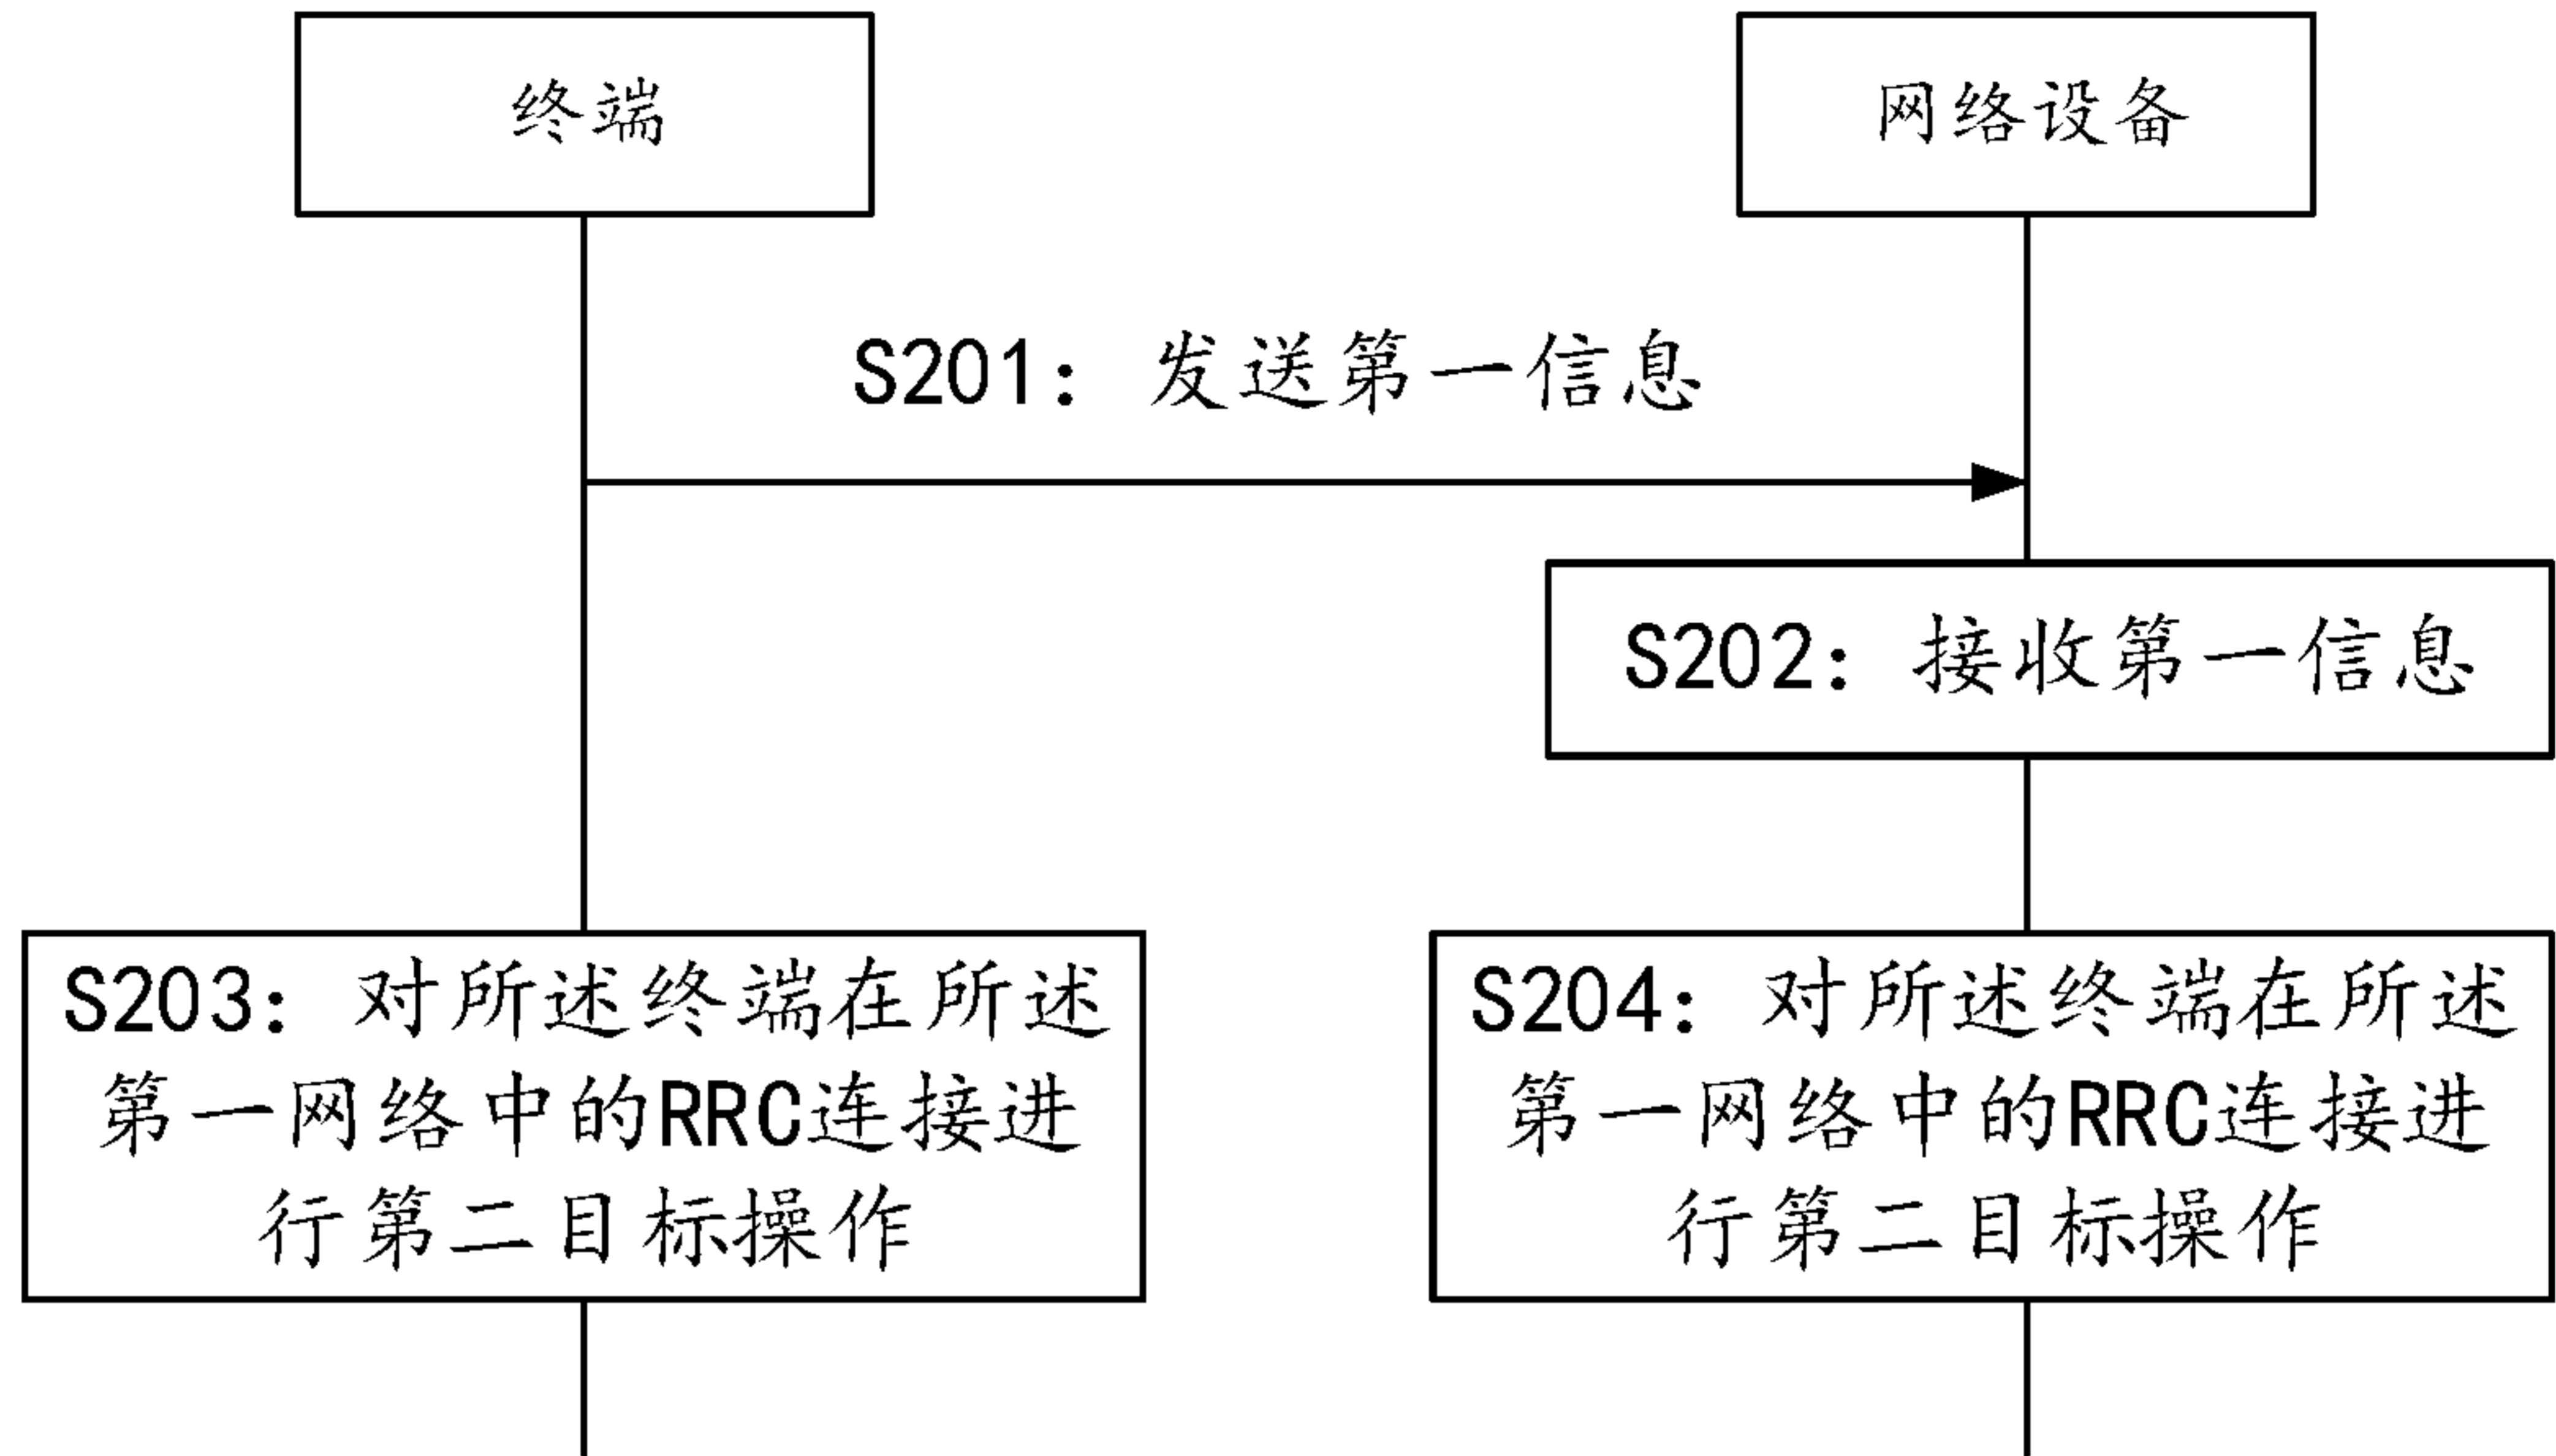 终端
网络设备
S201：发送第一信息
S202：接收第一信息
S203：对所述终端在所述
第一网络中的RRC连接进
行第二目标操作
S204：对所述终端在所述
第一网络中的RRC连接进
行第二目标操作